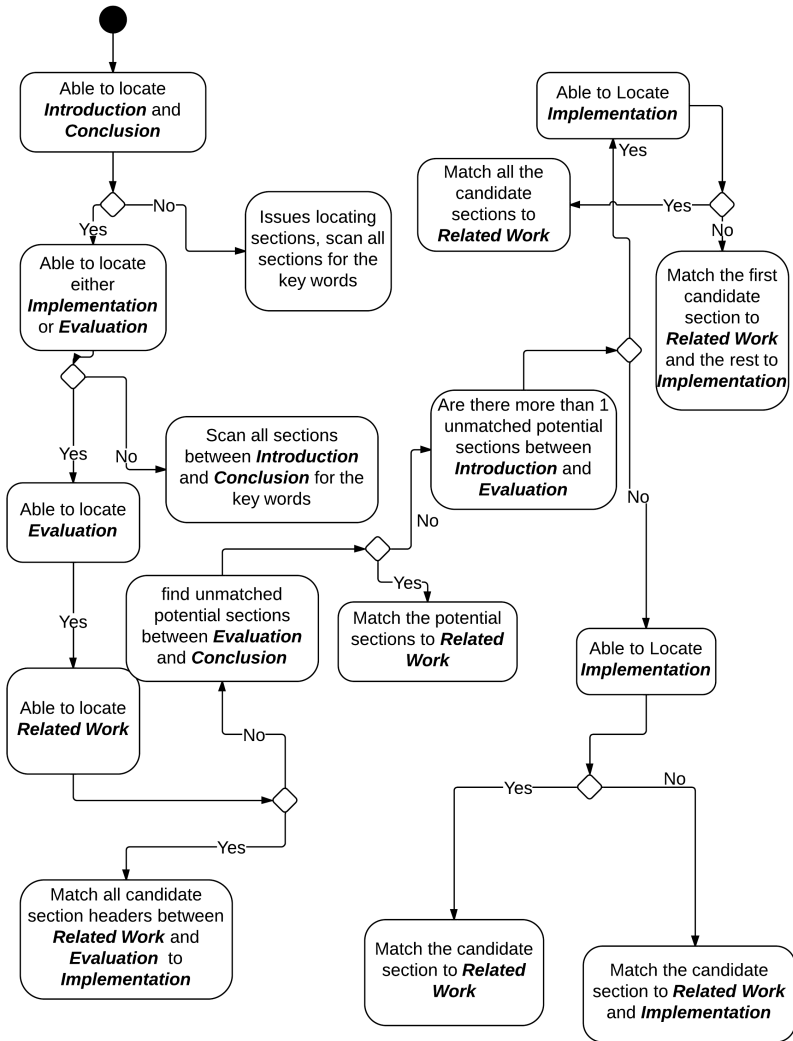 Able to locate
Introduction and
Conclusion
Yes
No
Issues locating
sections, scan all
sections for the
key words
Able to locate
either
Implementation
or Evaluation
Yes
No
Scan all sections
between Introduction
and Conclusion for the
key words
Able to locate
Evaluation
Yes
Able to locate
Related Work
No
Yes
Match all candidate
section headers between
Related Work and
Evaluation to
Implementation
find unmatched
potential sections
between Evaluation
and Conclusion
Yes
No
Match the potential
sections to Related
Work
Are there more than 1
unmatched potential
sections between
Introduction and
Evaluation
Yes
No
Able to Locate
Implementation
Yes
No
Match all the
candidate
sections to
Related Work
Match the first
candidate
section to
Related Work
and the rest to
Implementation
Able to Locate
Implementation
Yes
No
Match the candidate
section to Related
Work
Match the candidate
section to Related Work
and Implementation